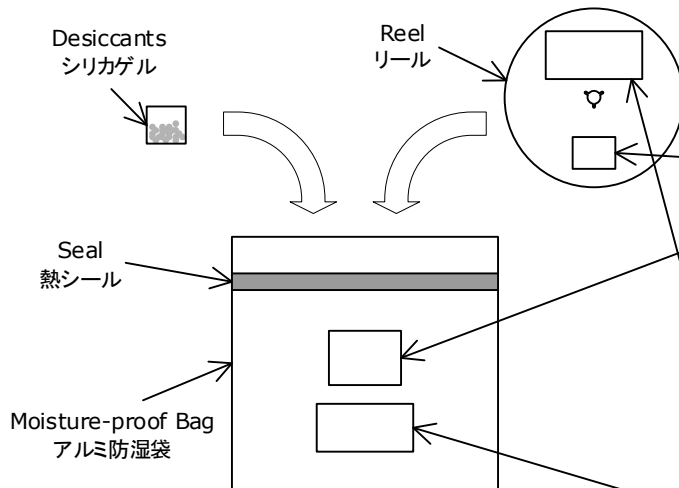 Desiccants
シリカゲル
Reel
リール
Seal
熱シール
Moisture-proof Bag
アルミ防湿袋